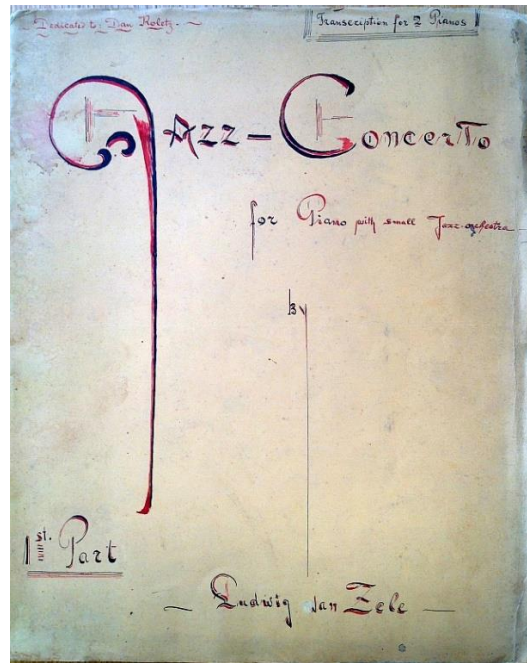 Dedicated to: Dan Koletz. —
Transcription for 2 Pianos
Jazz-Concerto
for Piano with small Jazz-orchestra
by
1st. Part
— Ludwig van Zele —